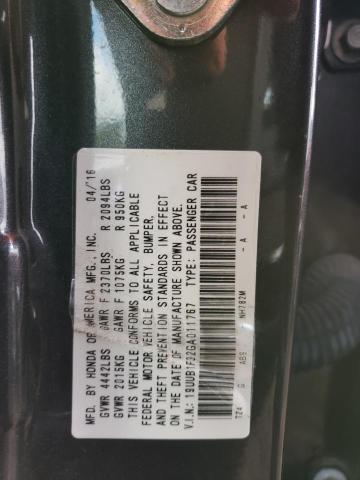 MFD. BY HONDA OF AMERICA MFG., INC. 04/16
GVWR 4442LBS GAWR F 2370LBS R 2094LBS
GVWR 2015KG GAWR F 1075KG R 950KG
THIS VEHICLE CONFORMS TO ALL APPLICABLE
FEDERAL MOTOR VEHICLE SAFETY, BUMPER,
AND THEFT PREVENTION STANDARDS IN EFFECT
ON THE DATE OF MANUFACTURE SHOWN ABOVE.
V.I.N.: 19UUB1F32GA011767 TYPE: PASSENGER CAR
NH782M - A
TZ4 G AB9 - A